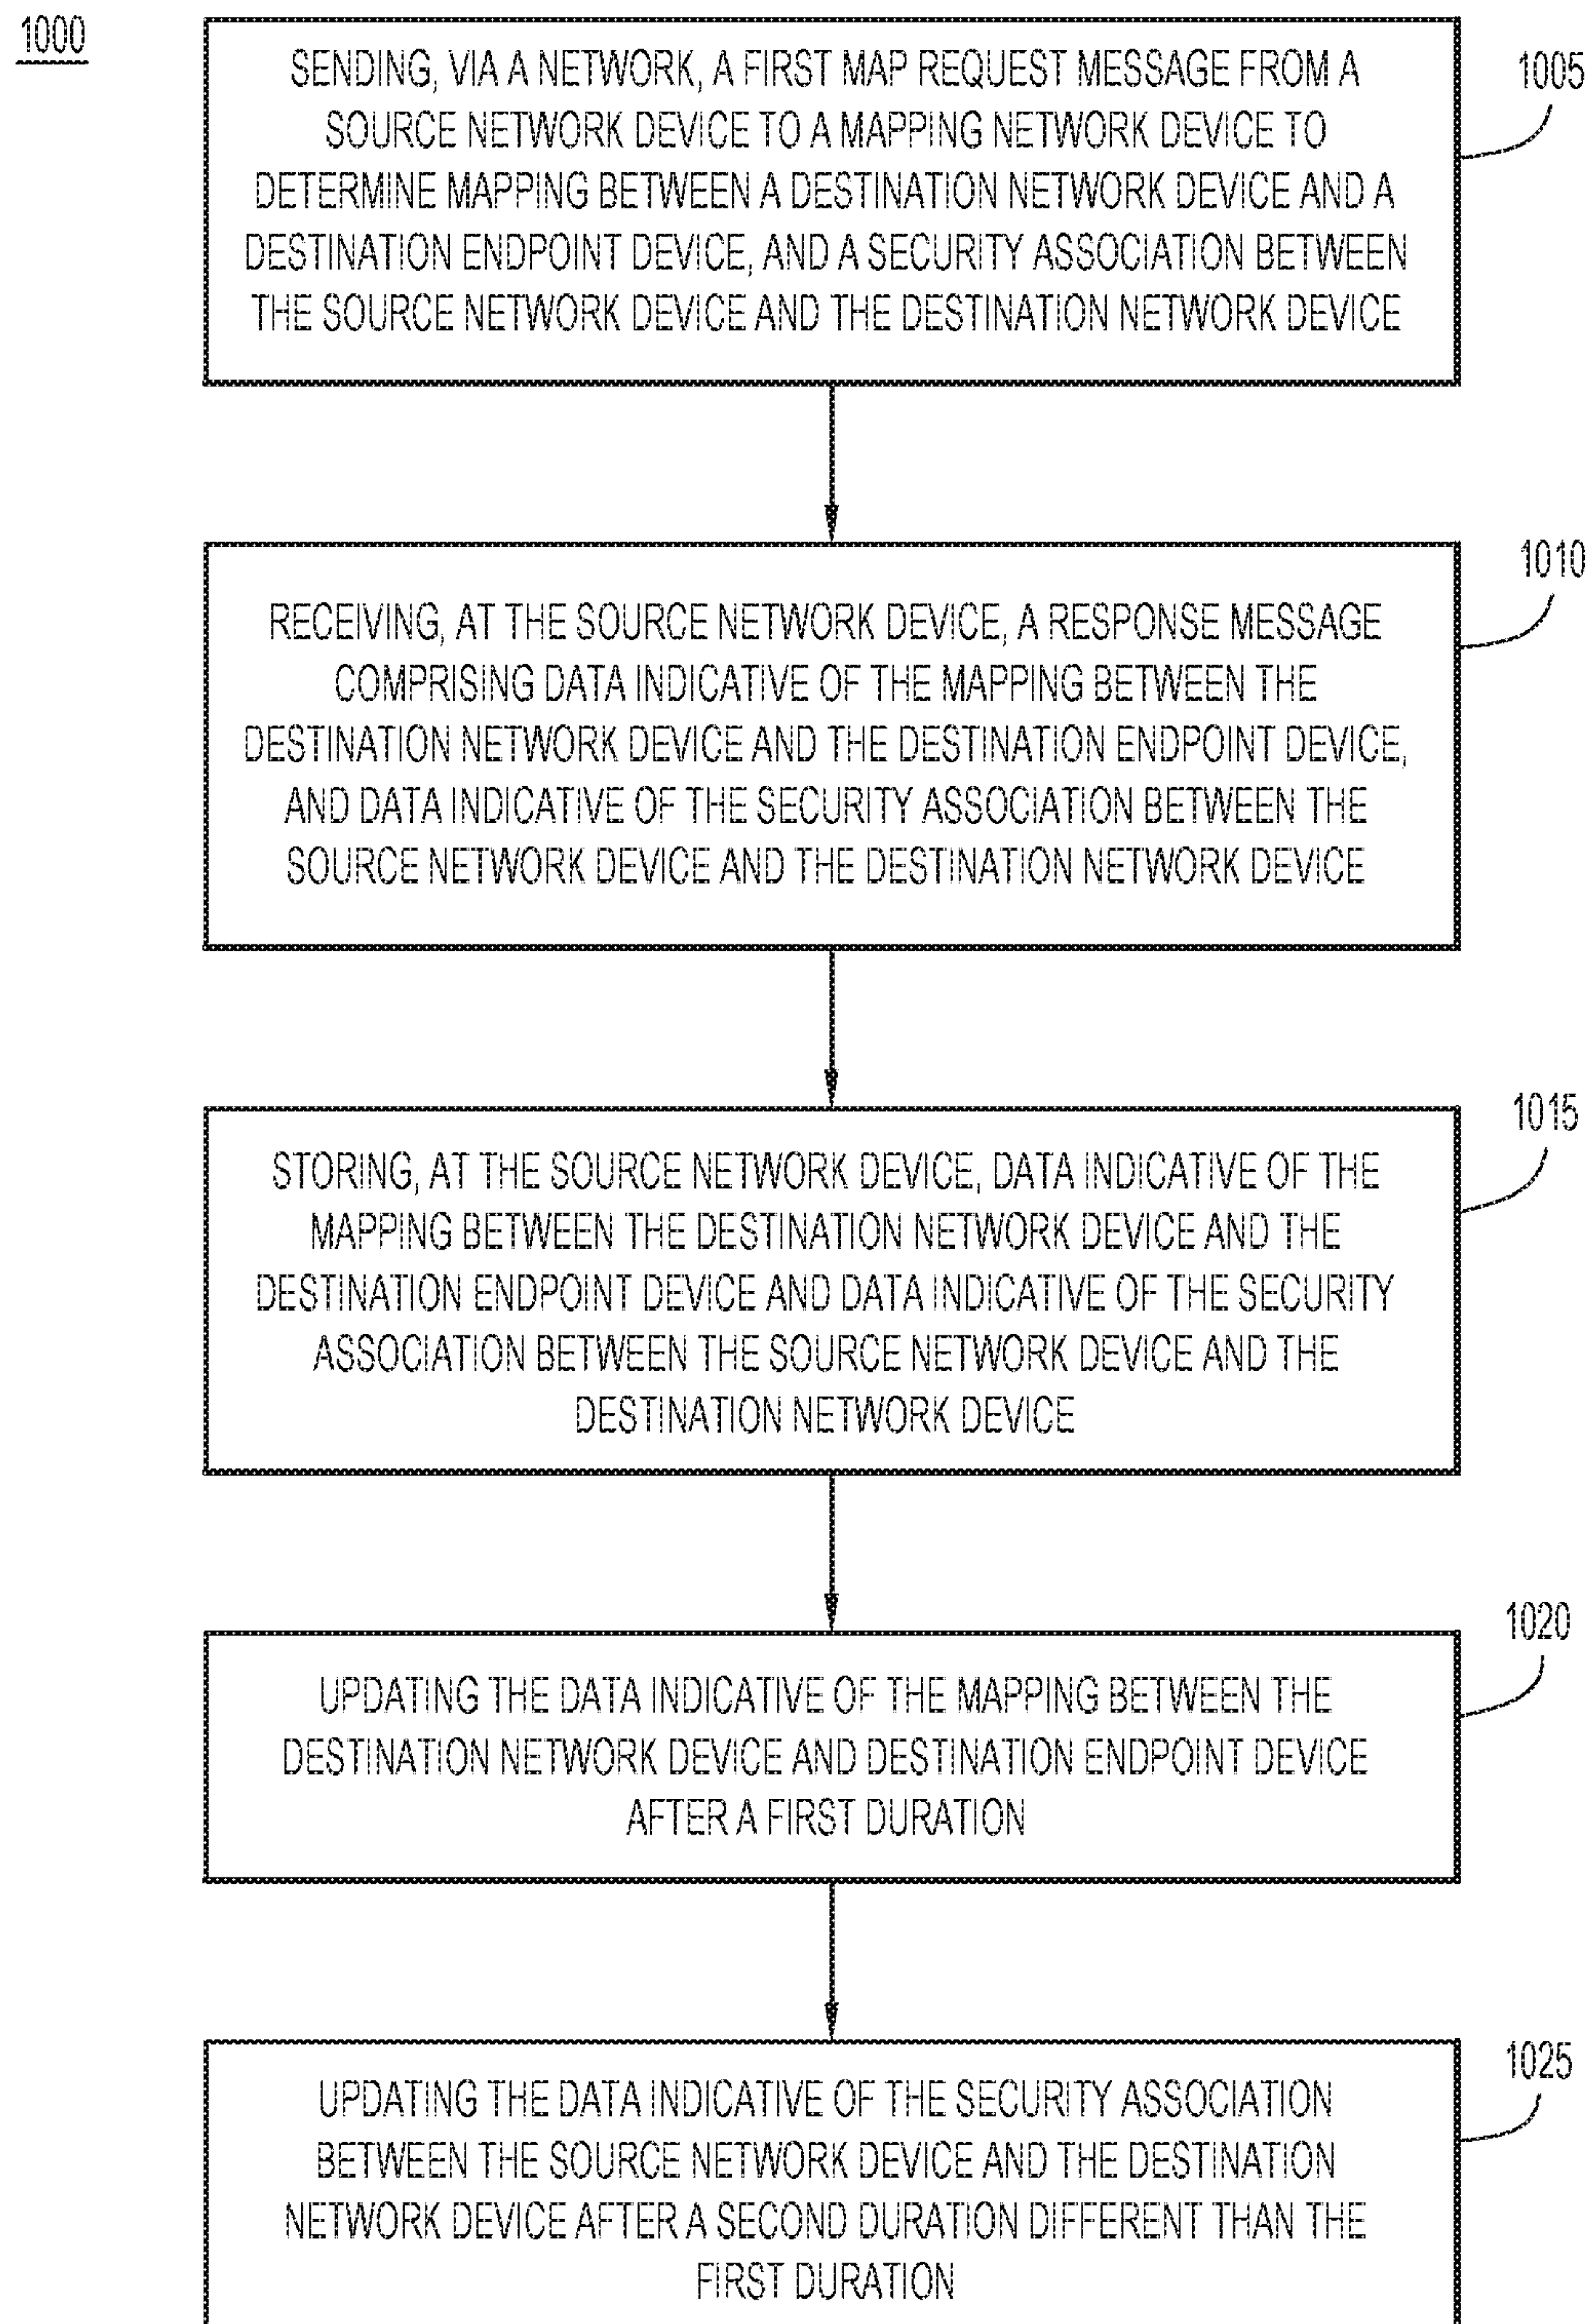 1000
SENDING, VIA A NETWORK, A FIRST MAP REQUEST MESSAGE FROM A
SOURCE NETWORK DEVICE TO A MAPPING NETWORK DEVICE TO
DETERMINE MAPPING BETWEEN A DESTINATION NETWORK DEVICE AND A
DESTINATION ENDPOINT DEVICE, AND A SECURITY ASSOCIATION BETWEEN
THE SOURCE NETWORK DEVICE AND THE DESTINATION NETWORK DEVICE
1005
RECEIVING, AT THE SOURCE NETWORK DEVICE, A RESPONSE MESSAGE
COMPRISING DATA INDICATIVE OF THE MAPPING BETWEEN THE
DESTINATION NETWORK DEVICE AND THE DESTINATION ENDPOINT DEVICE,
AND DATA INDICATIVE OF THE SECURITY ASSOCIATION BETWEEN THE
SOURCE NETWORK DEVICE AND THE DESTINATION NETWORK DEVICE
1010
STORING, AT THE SOURCE NETWORK DEVICE, DATA INDICATIVE OF THE
MAPPING BETWEEN THE DESTINATION NETWORK DEVICE AND THE
DESTINATION ENDPOINT DEVICE AND DATA INDICATIVE OF THE SECURITY
ASSOCIATION BETWEEN THE SOURCE NETWORK DEVICE AND THE
DESTINATION NETWORK DEVICE
1015
UPDATING THE DATA INDICATIVE OF THE MAPPING BETWEEN THE
DESTINATION NETWORK DEVICE AND DESTINATION ENDPOINT DEVICE
AFTER A FIRST DURATION
1020
UPDATING THE DATA INDICATIVE OF THE SECURITY ASSOCIATION
BETWEEN THE SOURCE NETWORK DEVICE AND THE DESTINATION
NETWORK DEVICE AFTER A SECOND DURATION DIFFERENT THAN THE
FIRST DURATION
1025